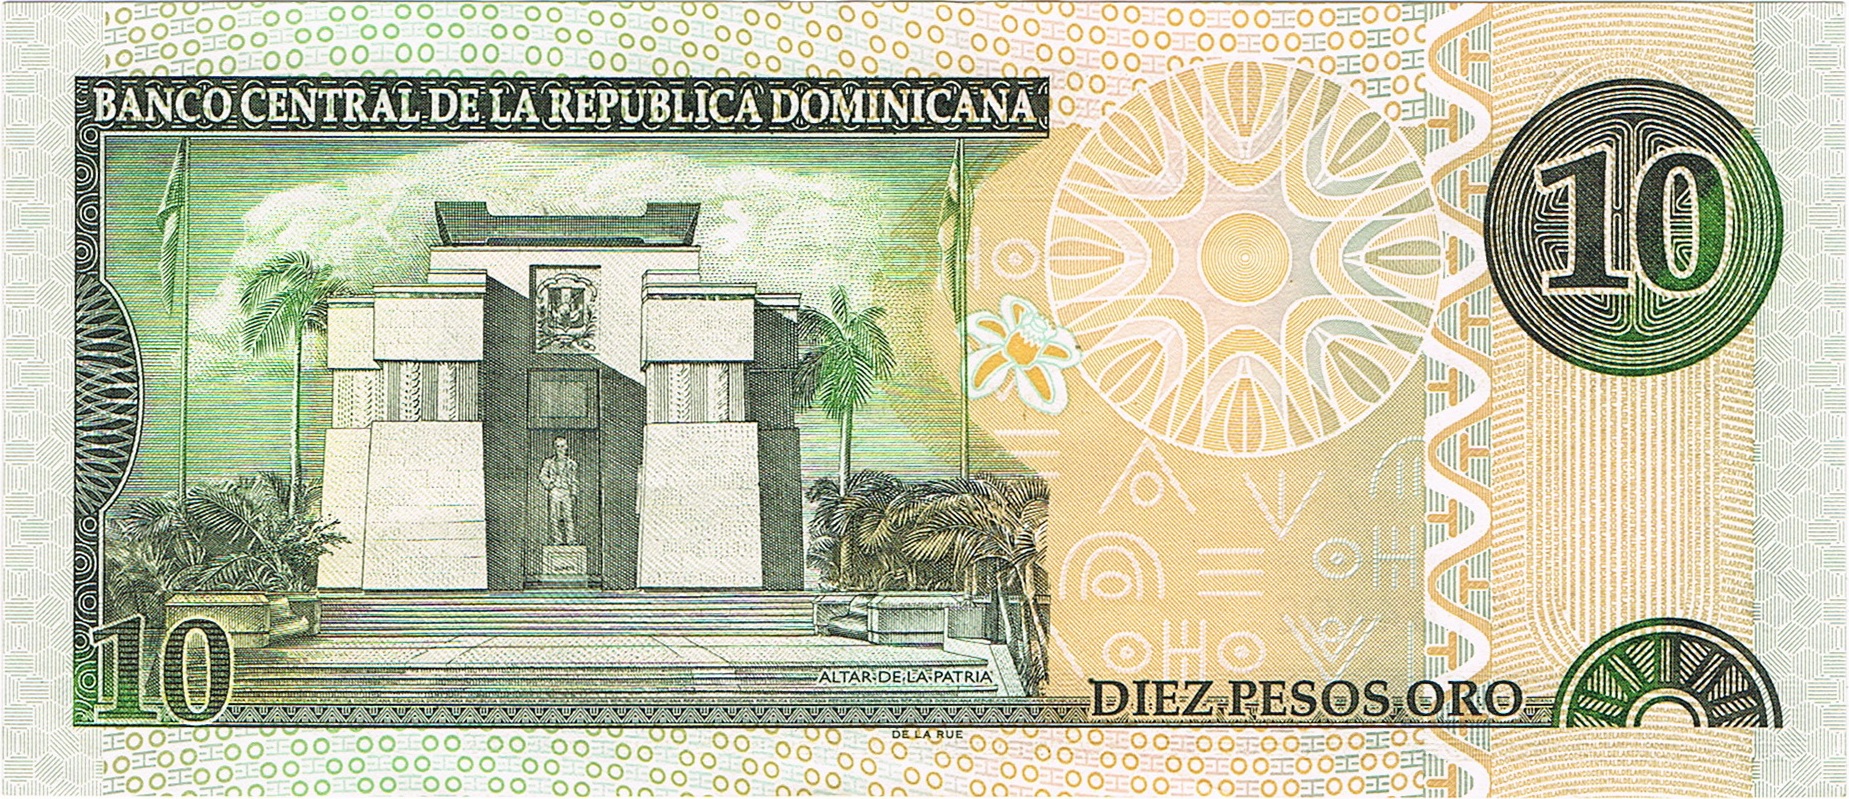 BANCO CENTRAL DE LA REPUBLICA DOMINICANA
10
10
ALTAR DE LA PATRIA
DIEZ PESOS ORO
DE LA RUE